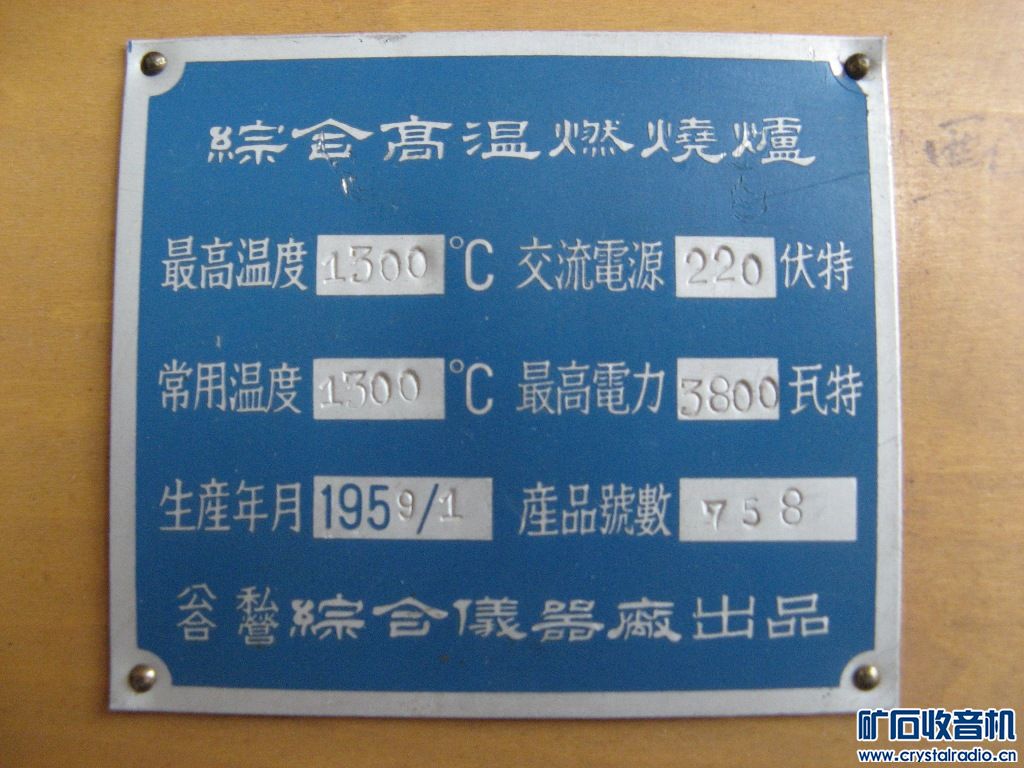 綜合高温燃燒爐
最高温度 1300 °C 交流電源 220 伏特
常用温度 1300 °C 最高電力 3800 瓦特
生産年月 1959/1 産品號數 758
公私合營 綜合儀器廠出品
矿石收音机
www.crystalradio.cn